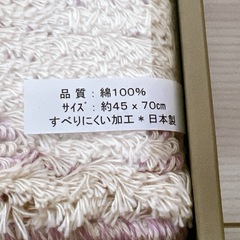 品 質 : 綿100%
ｻｲｽﾞ : 約45 x 70cm
すべりにくい加工 * 日本製